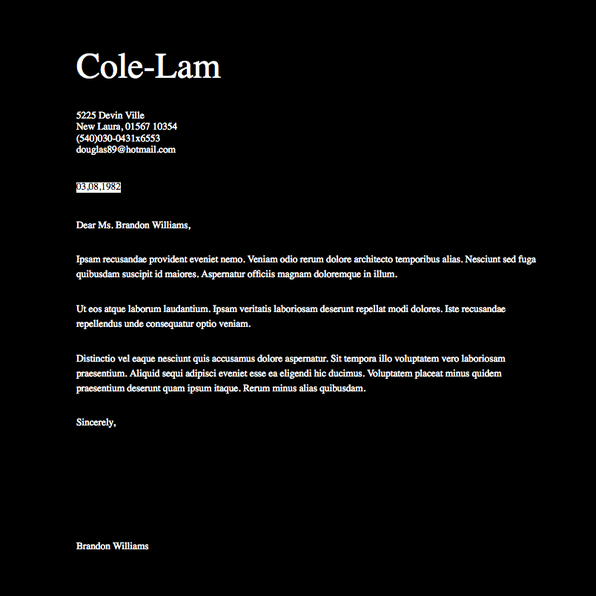 Cole-Lam
5225 Devin Ville
New Laura, 01567 10354
(540)030-0431x6553
douglas89@hotmail.com
03,08,1982
Dear Ms. Brandon Williams,
Ipsam recusandae provident eveniet nemo. Veniam odio rerum dolore architecto temporibus alias. Nesciunt sed fuga
quibusdam suscipit id maiores. Aspernatur officiis magnam doloremque in illum.
Ut eos atque laborum laudantium. Ipsam veritatis laboriosam deserunt repellat modi dolores. Iste recusandae
repellendus unde consequatur optio veniam.
Distinctio vel eaque nesciunt quis accusamus dolore aspernatur. Sit tempora illo voluptatem vero laboriosam
praesentium. Aliquid sequi adipisci eveniet esse ea eligendi hic ducimus. Voluptatem placeat minus quidem
praesentium deserunt quam ipsum itaque. Rerum minus alias quibusdam.
Sincerely,
Brandon Williams